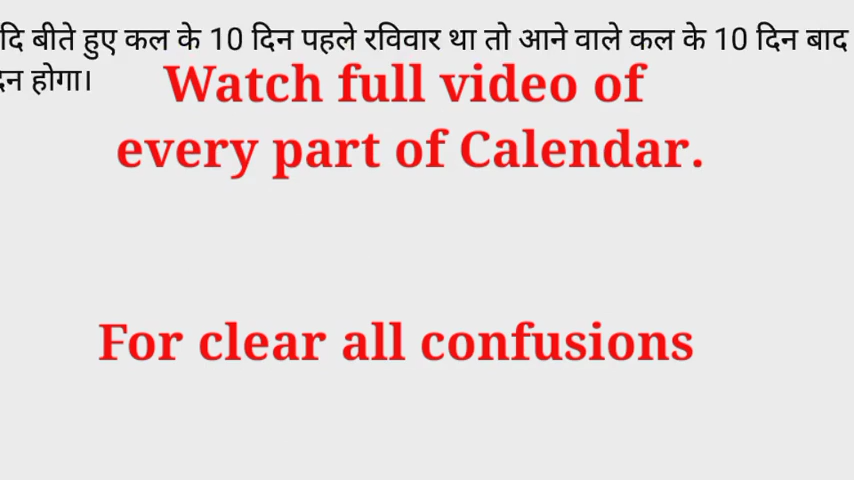 दि बीते हुए कल के 10 दिन पहले रविवार था तो आने वाले कल के 10 दिन बाद
न होगा।
Watch full video of
every part of Calendar.
For clear all confusions